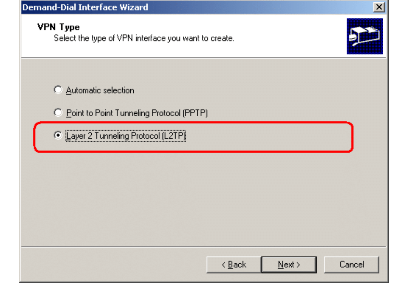 Demand-Dial Interface Wizard
VPN Type
Select the type of VPN interface you want to create.
Automatic selection
Point to Point Tunneling Protocol (PPTP)
Layer 2 Tunneling Protocol (L2TP)
< Back Next > Cancel